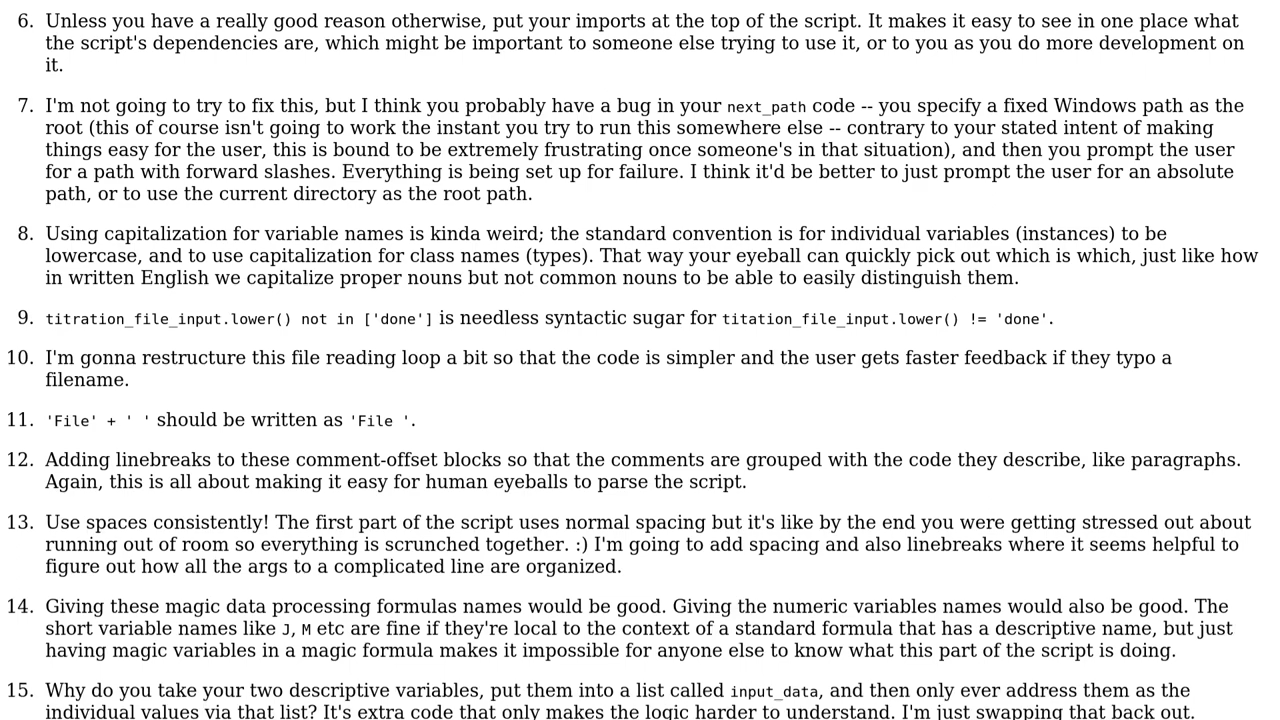 6. Unless you have a really good reason otherwise, put your imports at the top of the script. It makes it easy to see in one place what
the script's dependencies are, which might be important to someone else trying to use it, or to you as you do more development on
it.
7. I'm not going to try to fix this, but I think you probably have a bug in your next_path code -- you specify a fixed Windows path as the
root (this of course isn't going to work the instant you try to run this somewhere else -- contrary to your stated intent of making
things easy for the user, this is bound to be extremely frustrating once someone's in that situation), and then you prompt the user
for a path with forward slashes. Everything is being set up for failure. I think it'd be better to just prompt the user for an absolute
path, or to use the current directory as the root path.
8. Using capitalization for variable names is kinda weird; the standard convention is for individual variables (instances) to be
lowercase, and to use capitalization for class names (types). That way your eyeball can quickly pick out which is which, just like how
in written English we capitalize proper nouns but not common nouns to be able to easily distinguish them.
9. titration_file_input.lower() not in ['done'] is needless syntactic sugar for titation_file_input.lower() != 'done'.
10. I'm gonna restructure this file reading loop a bit so that the code is simpler and the user gets faster feedback if they typo a
filename.
11. 'File' + ' ' should be written as 'File '.
12. Adding linebreaks to these comment-offset blocks so that the comments are grouped with the code they describe, like paragraphs.
Again, this is all about making it easy for human eyeballs to parse the script.
13. Use spaces consistently! The first part of the script uses normal spacing but it's like by the end you were getting stressed out about
running out of room so everything is scrunched together. :) I'm going to add spacing and also linebreaks where it seems helpful to
figure out how all the args to a complicated line are organized.
14. Giving these magic data processing formulas names would be good. Giving the numeric variables names would also be good. The
short variable names like J, M etc are fine if they're local to the context of a standard formula that has a descriptive name, but just
having magic variables in a magic formula makes it impossible for anyone else to know what this part of the script is doing.
15. Why do you take your two descriptive variables, put them into a list called input_data, and then only ever address them as the
individual values via that list? It's extra code that only makes the logic harder to understand. I'm just swapping that back out.